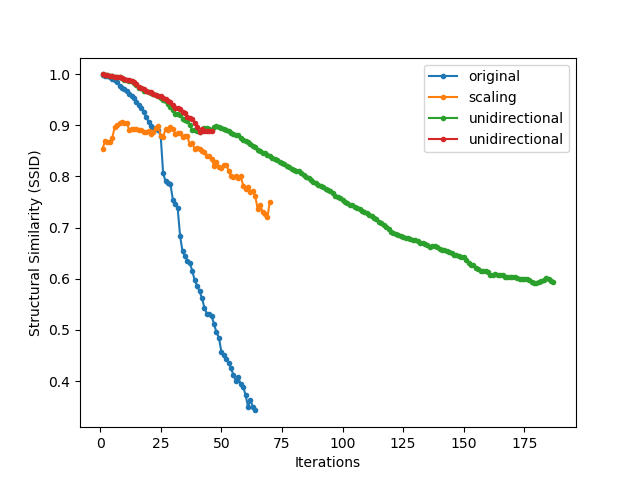 original
scaling
unidirectional
unidirectional
1.0
0.9
0.8
0.7
0.6
0.5
0.4
Structural Similarity (SSID)
0 25 50 75 100 125 150 175
Iterations